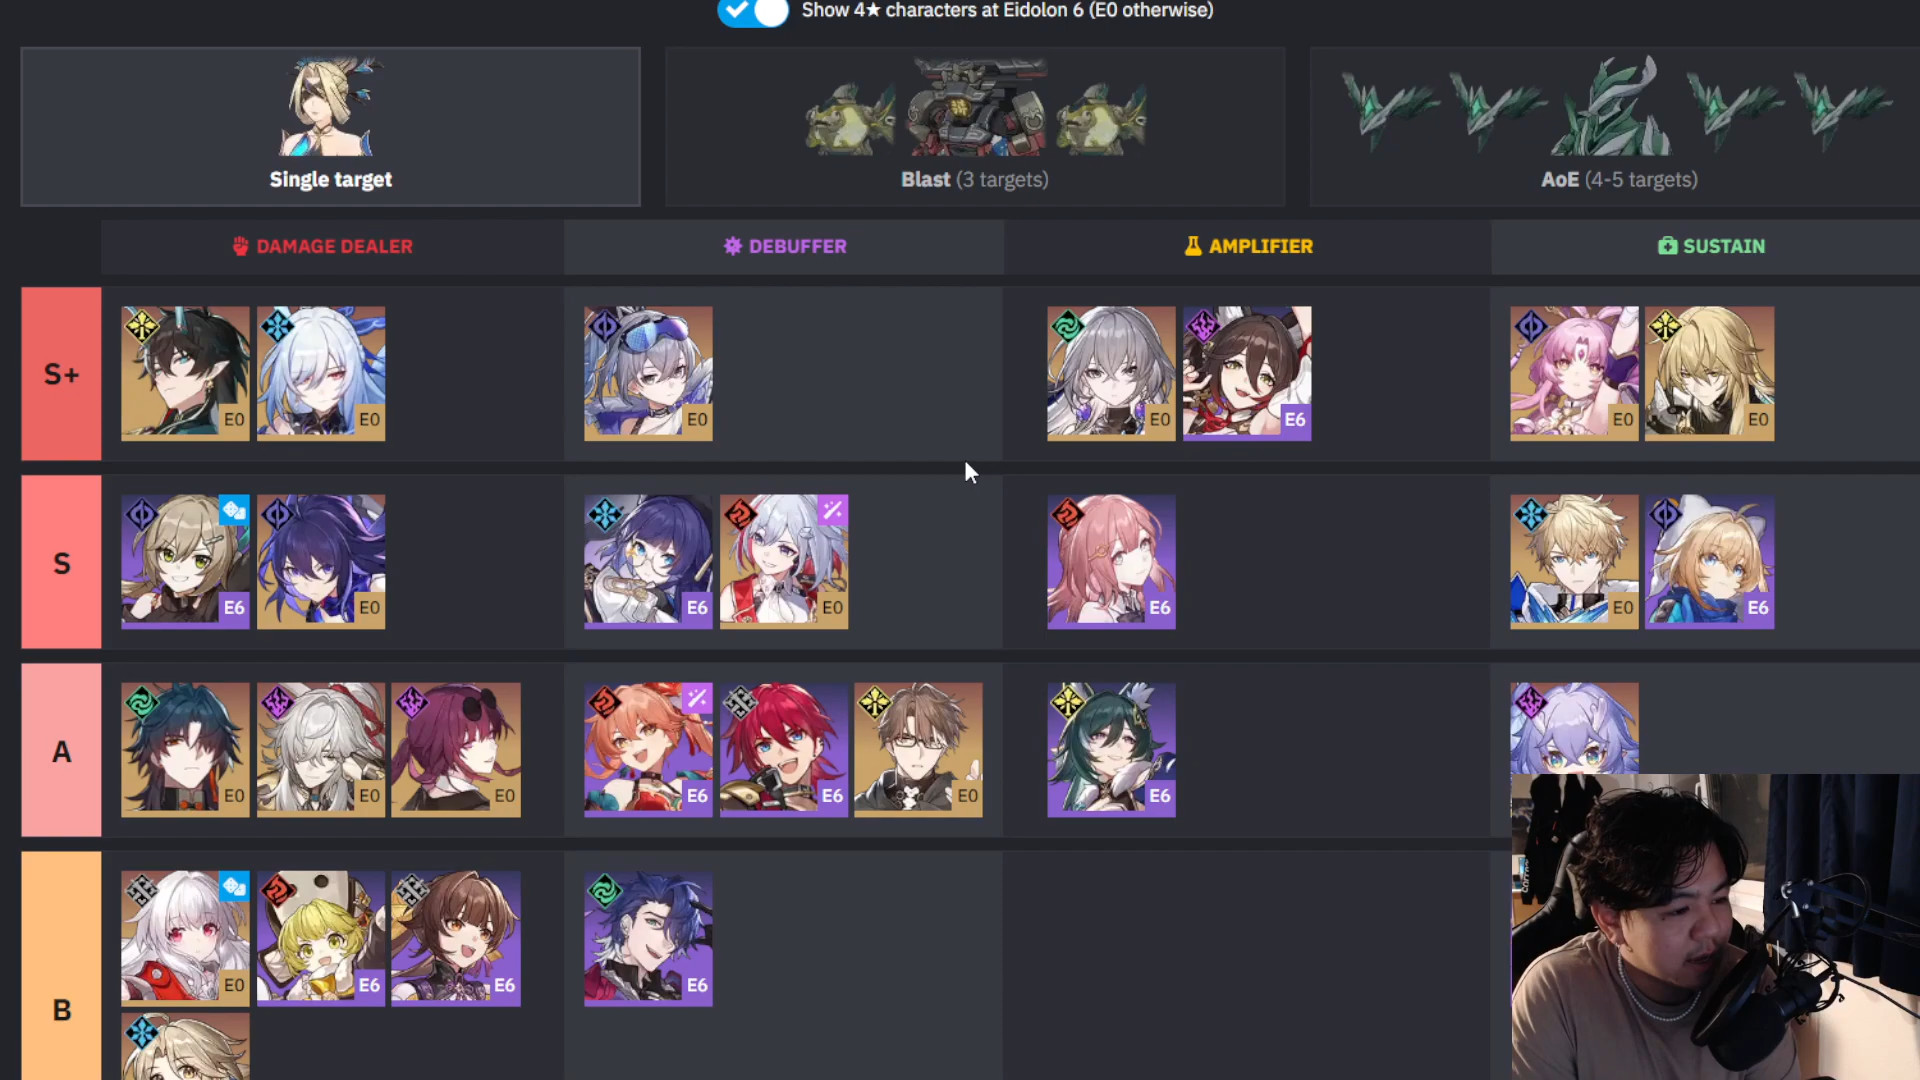 Show 4★ characters at Eidolon 6 (E0 otherwise)
Single target
Blast (3 targets)
AoE (4-5 targets)
DAMAGE DEALER
DEBUFFER
AMPLIFIER
SUSTAIN
S+
E0
E0
E0
E0
E6
E0
E0
S
E6
E0
E6
E0
E6
E0
E6
A
E0
E0
E0
E6
E6
E0
E6
B
E0
E6
E6
E6